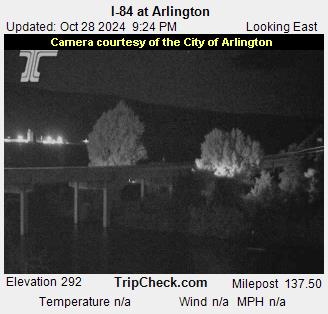 I-84 at Arlington
Updated: Oct 28 2024 9:24 PM Looking East
Camera courtesy of the City of Arlington
Elevation 292 TripCheck.com Milepost 137.50
Temperature n/a Wind n/a MPH n/a